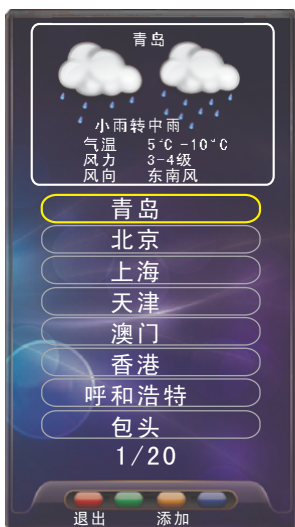 青岛
小雨转中雨
气温 5°C -10°C
风力 3-4级
风向 东南风
青岛
北京
上海
天津
澳门
香港
呼和浩特
包头
1/20
退出 添加